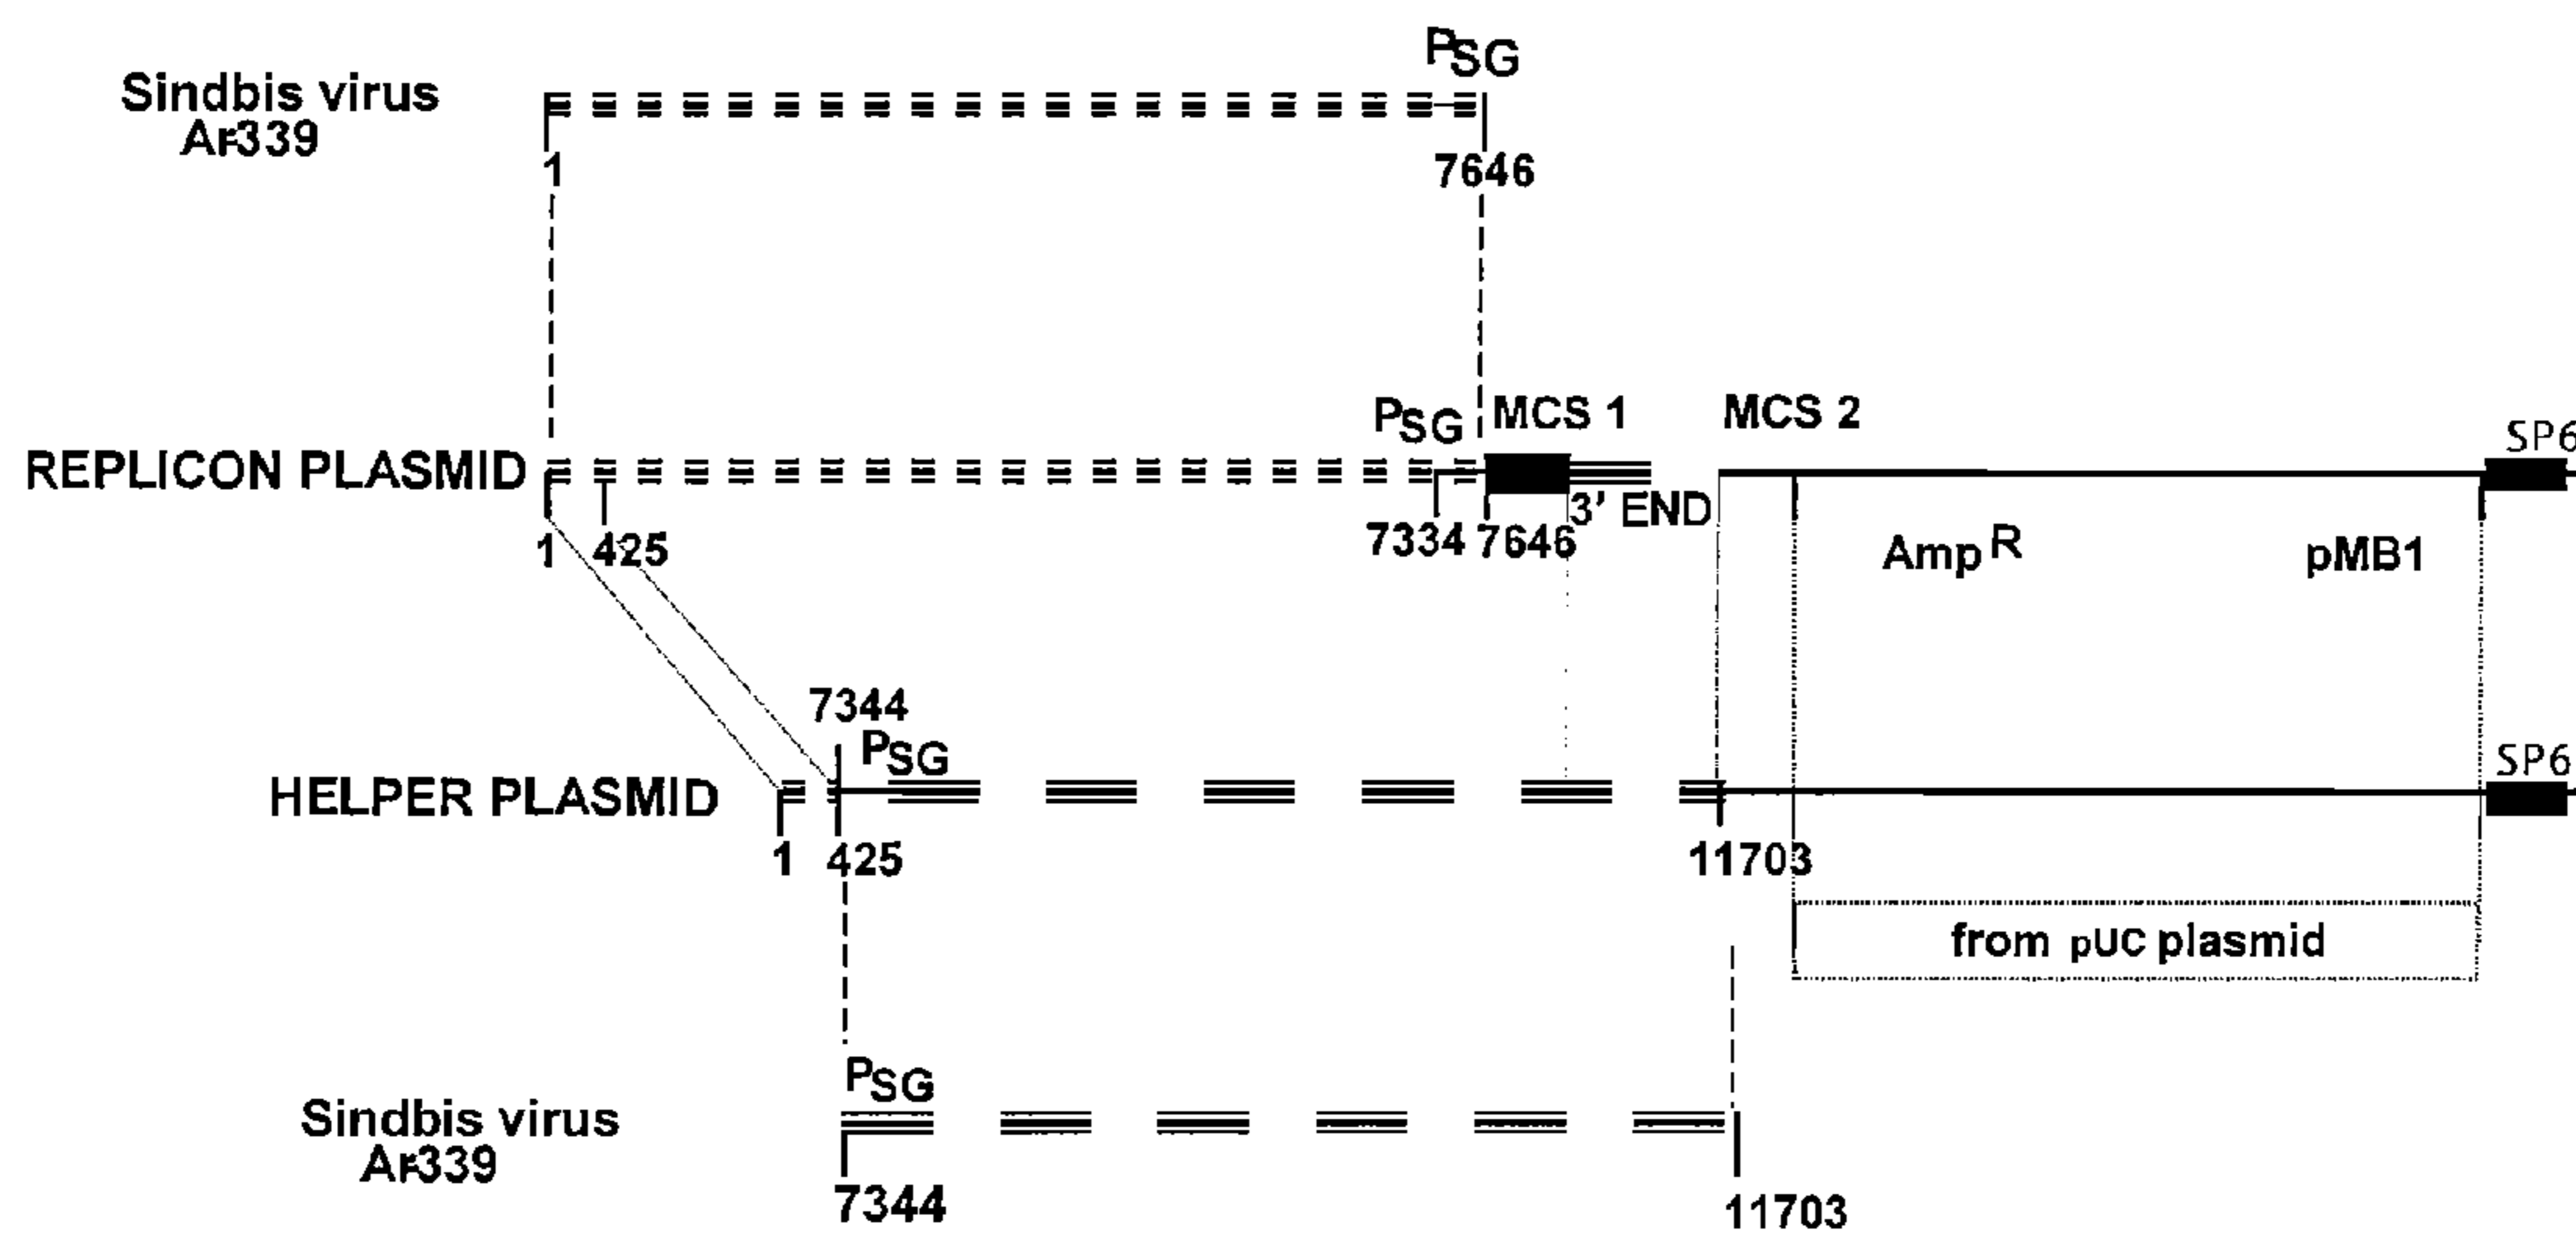 PSG
Sindbis virus
Ar339
1
7646
PSG
MCS 1
MCS 2
SP6
REPLICON PLASMID
1
425
7334
7646
3' END
Amp R
pMB1
7344
PSG
SP6
HELPER PLASMID
1
425
11703
from pUC plasmid
PSG
Sindbis virus
Ar339
7344
11703